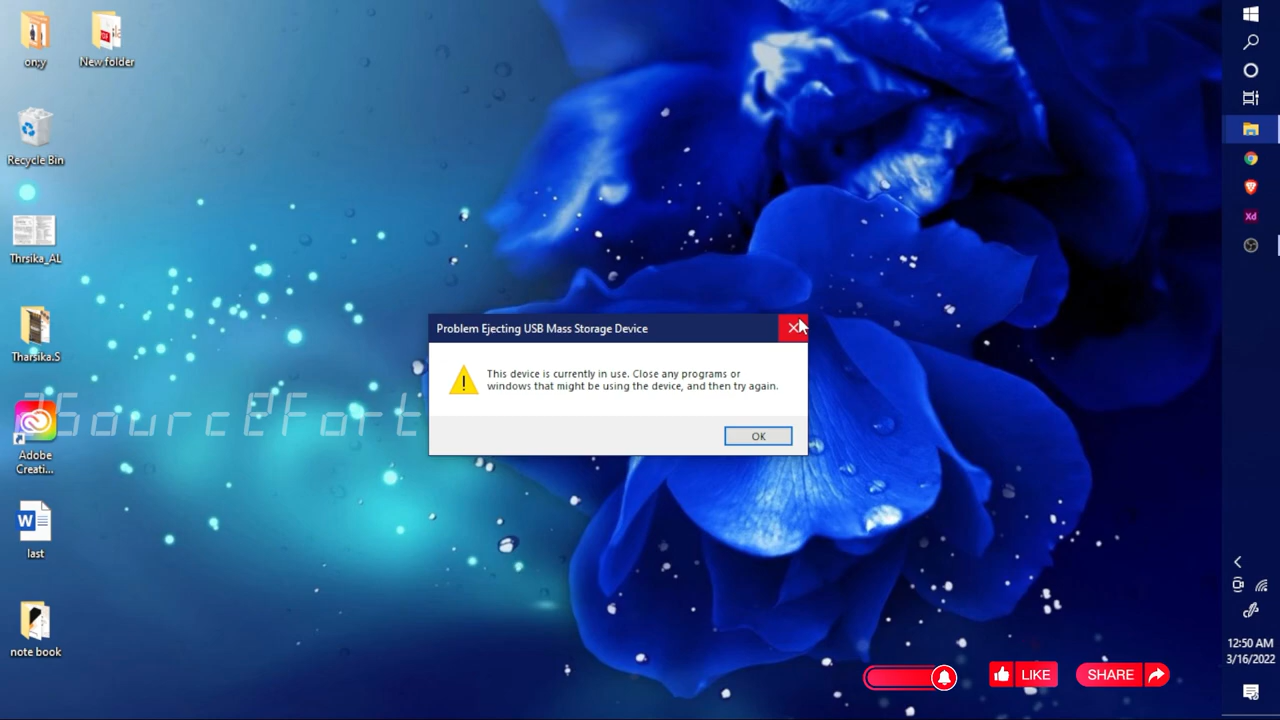 on;y
New folder
Recycle Bin
Thrsika_AL
Tharsika.S
Adobe
Creati...
last
note book
Problem Ejecting USB Mass Storage Device
This device is currently in use. Close any programs or
windows that might be using the device, and then try again.
OK
Xd
12:50 AM
3/16/2022
LIKE
SHARE